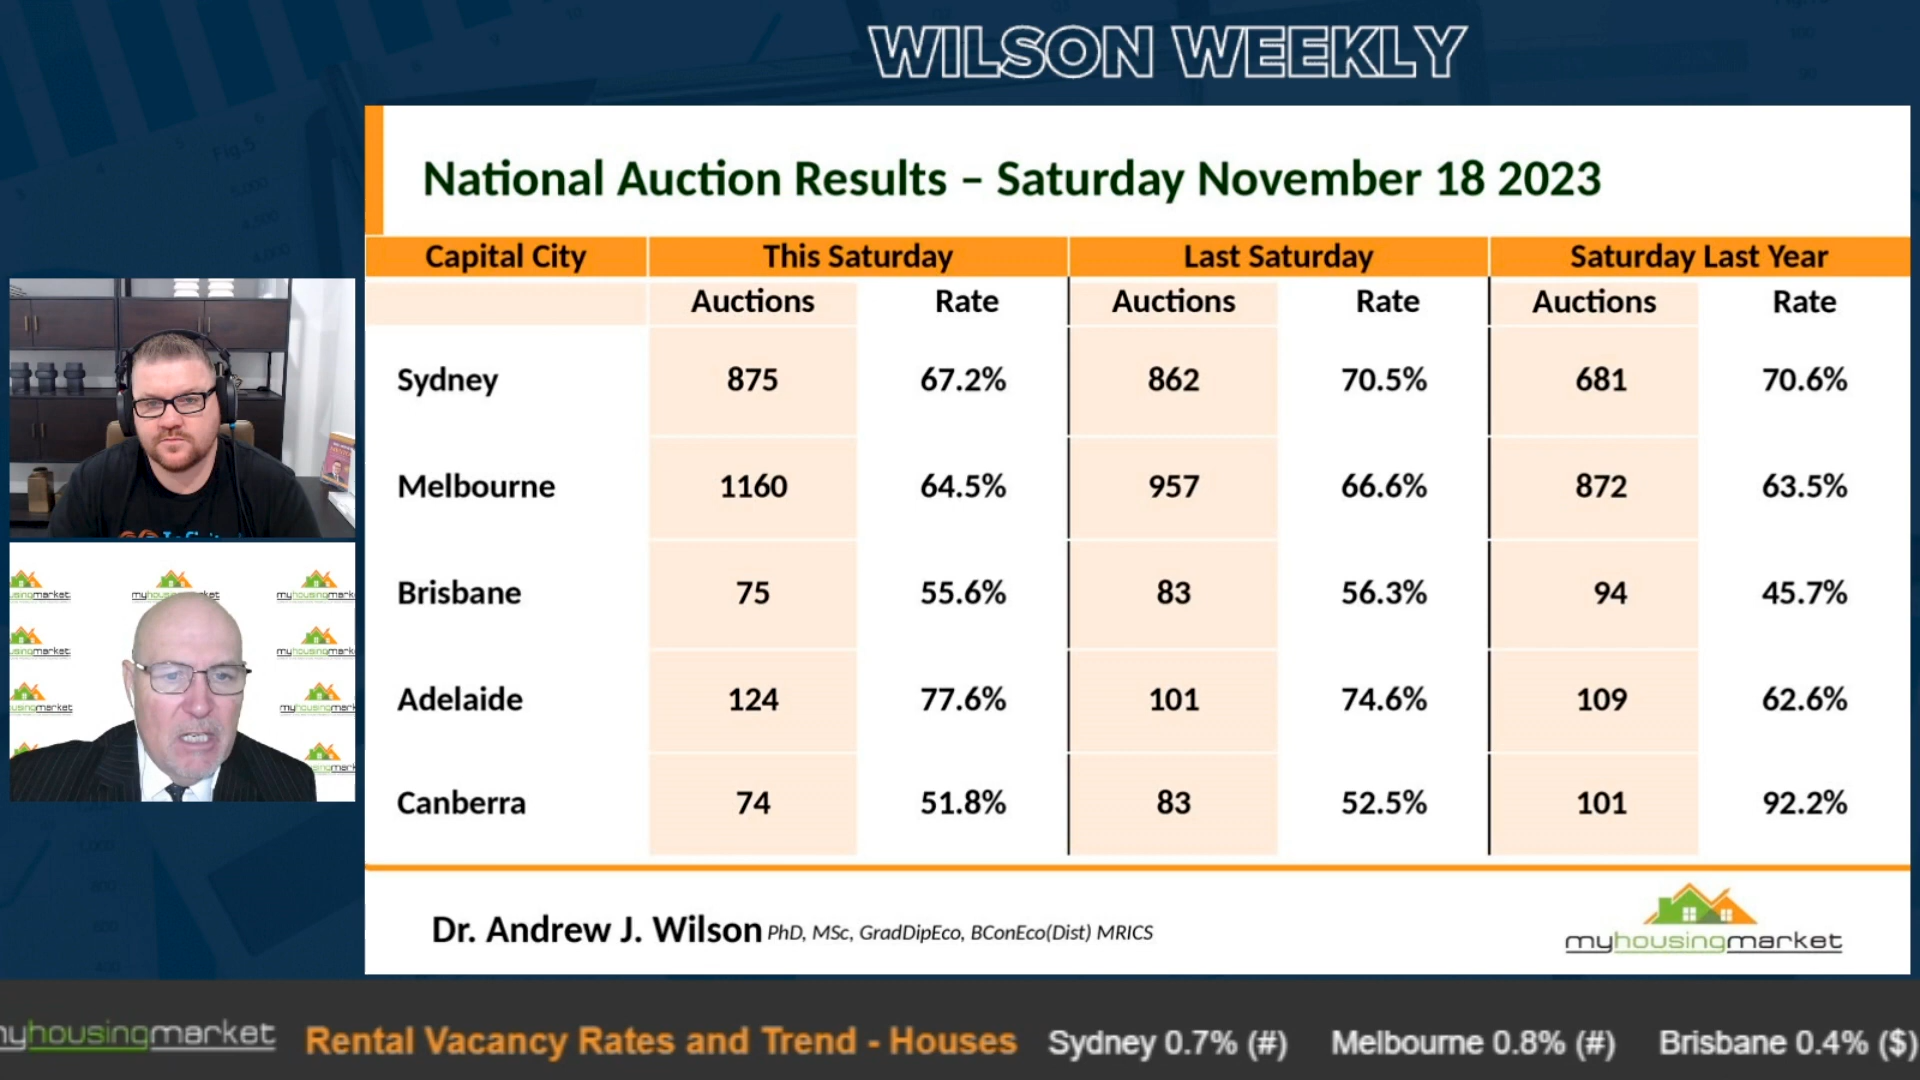 WILSON WEEKLY
National Auction Results – Saturday November 18 2023
Capital City This Saturday Last Saturday Saturday Last Year
Auctions Rate Auctions Rate Auctions Rate
Sydney 875 67.2% 862 70.5% 681 70.6%
Melbourne 1160 64.5% 957 66.6% 872 63.5%
Brisbane 75 55.6% 83 56.3% 94 45.7%
Adelaide 124 77.6% 101 74.6% 109 62.6%
Canberra 74 51.8% 83 52.5% 101 92.2%
Dr. Andrew J. Wilson PhD, MSc, GradDipEco, BConEco(Dist) MRICS
myhousingmarket
myhousingmarket Rental Vacancy Rates and Trend - Houses Sydney 0.7% (#) Melbourne 0.8% (#) Brisbane 0.4% ($)